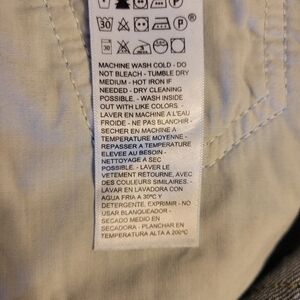 30
P
MACHINE WASH COLD - DO
NOT BLEACH - TUMBLE DRY
MEDIUM - HOT IRON IF
NEEDED - DRY CLEANING
POSSIBLE. - WASH INSIDE
OUT WITH LIKE COLORS. -
LAVER EN MACHINE A L'EAU
FROIDE - NE PAS BLANCHIR -
SECHER EN MACHINE A
TEMPERATURE MOYENNE -
REPASSER A TEMPERATURE
ELEVEE AU BESOIN -
NETTOYAGE A SEC
POSSIBLE. - LAVER LE
VETEMENT RETOURNE, AVEC
DES COULEURS SIMILAIRES. -
LAVAR EN LAVADORA CON
AGUA FRIA A 30ºC Y
DETERGENTE. EXPRIMIR - NO
USAR BLANQUEADOR -
SECADO MEDIO EN
SECADORA - PLANCHAR EN
TEMPERATURA ALTA A 200ºC